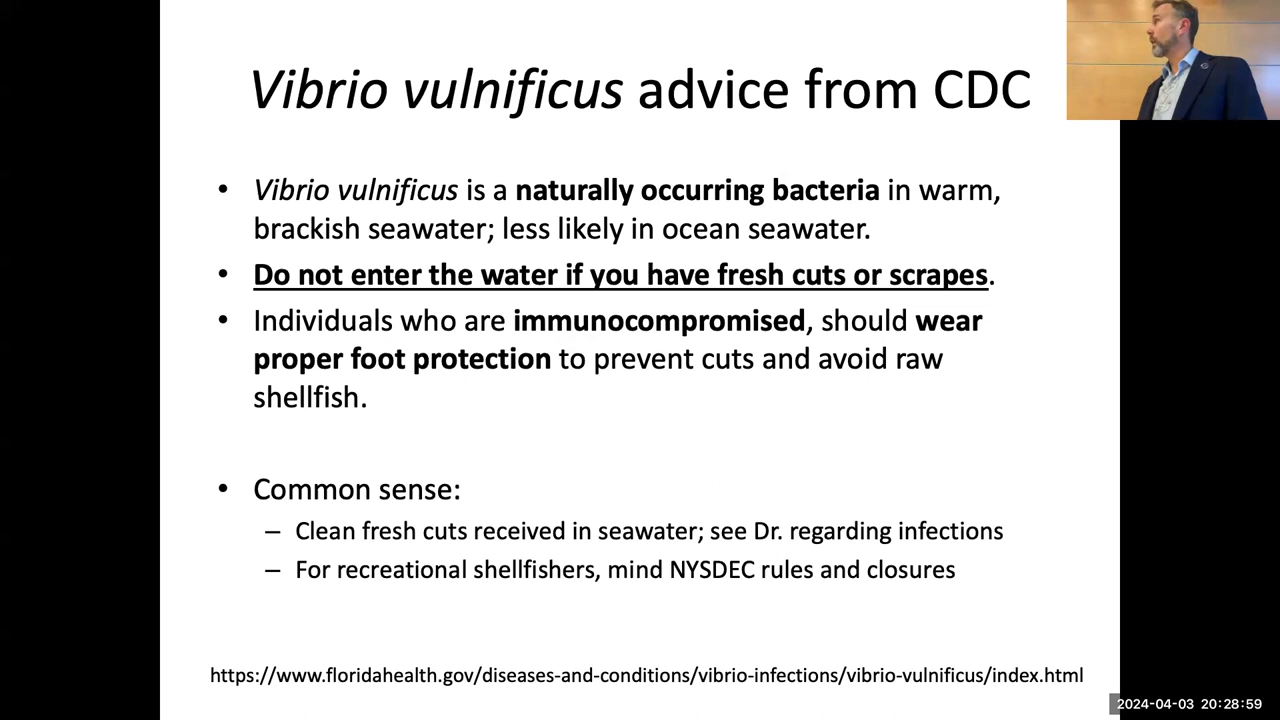 Vibrio vulnificus advice from CDC
• Vibrio vulnificus is a naturally occurring bacteria in warm,
brackish seawater; less likely in ocean seawater.
• Do not enter the water if you have fresh cuts or scrapes.
• Individuals who are immunocompromised, should wear
proper foot protection to prevent cuts and avoid raw
shellfish.
• Common sense:
– Clean fresh cuts received in seawater; see Dr. regarding infections
– For recreational shellfishers, mind NYSDEC rules and closures
https://www.floridahealth.gov/diseases-and-conditions/vibrio-infections/vibrio-vulnificus/index.html
2024-04-03 20:28:59